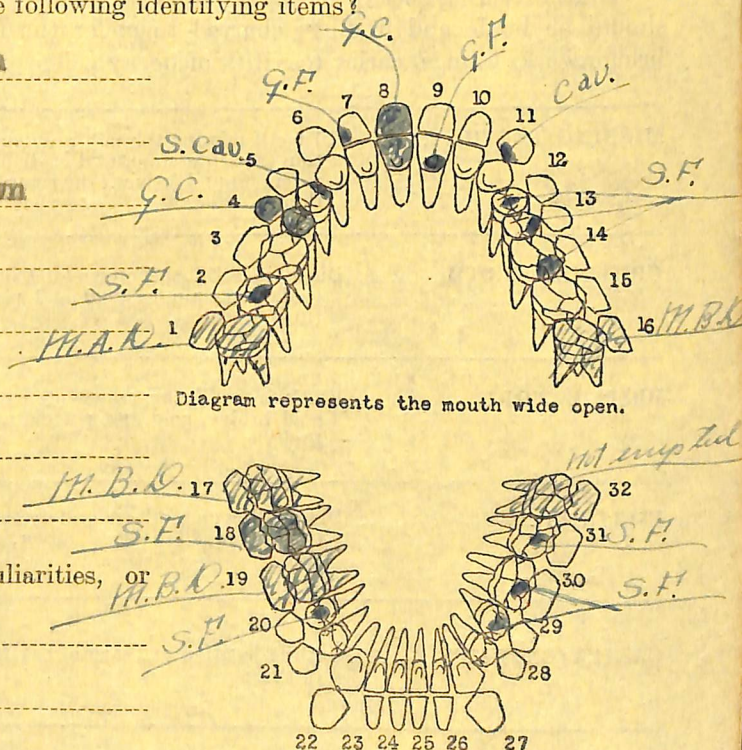 e following identifying items?
G.C.
G.F.
G.F.
Cav.
8 9
7 10
6 11
S. Cav.
5 12
S.F.
G.C.
4 13
3 14
S.F.
2 15
M.A.D. 1 16 M.B.D
Diagram represents the mouth wide open.
not erupted
M.B.D. 17 32
S.F. 18 31 S.F.
uliarities, or
M.B.D. 19 30 S.F.
20 29
S.F.
21 28
22 23 24 25 26 27